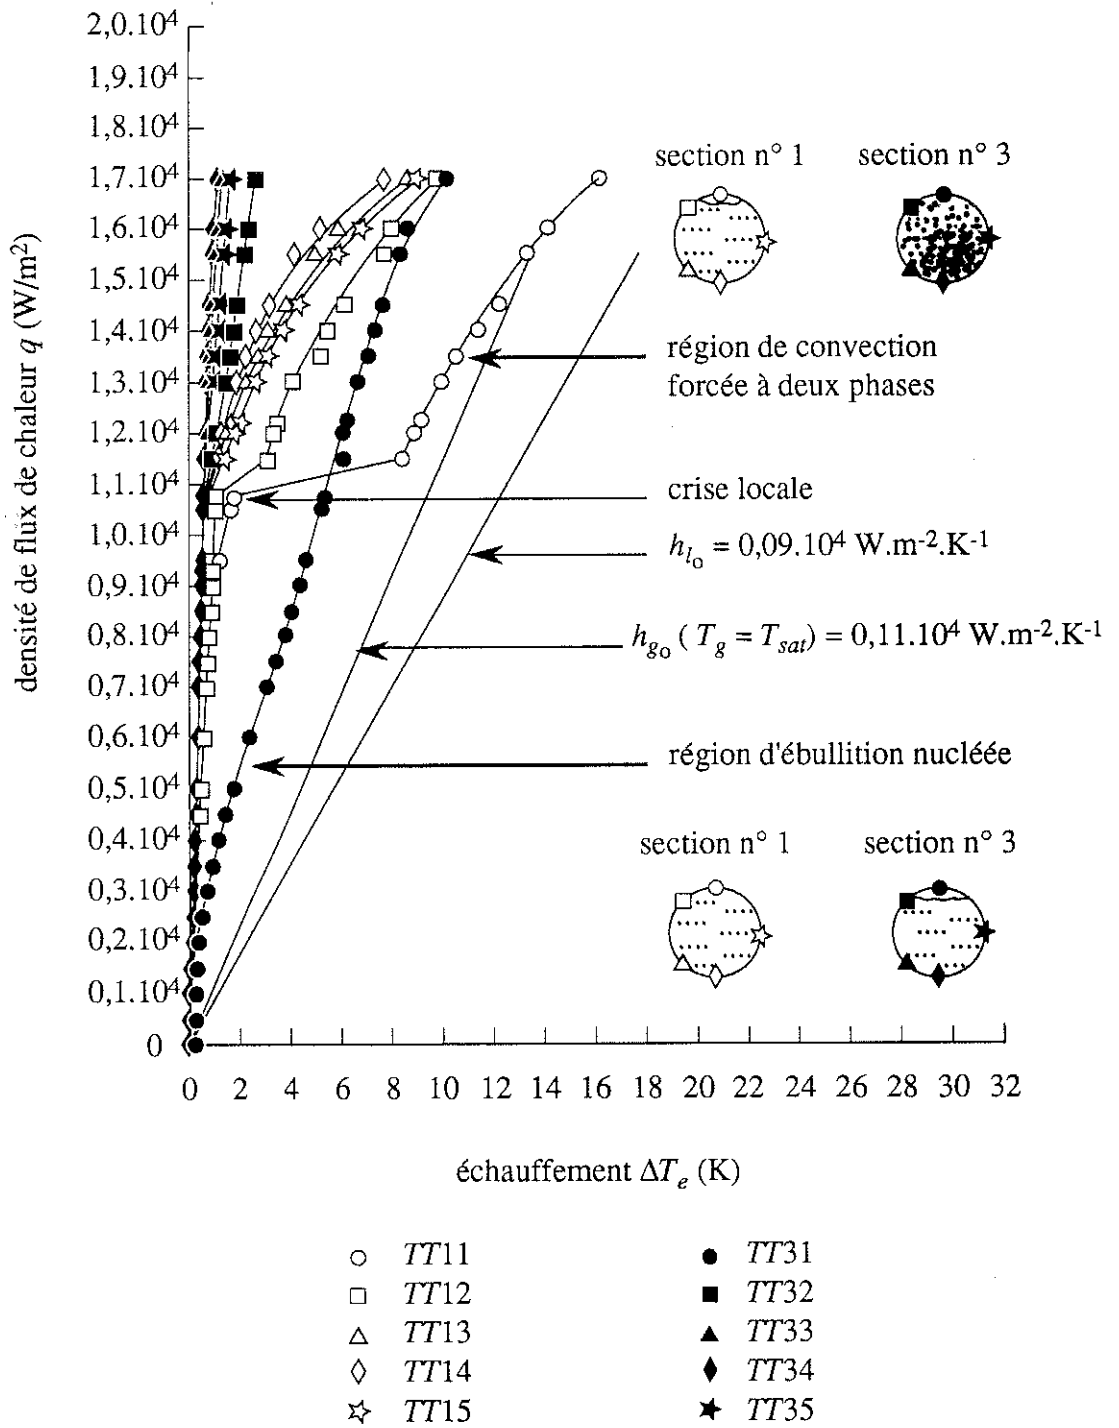 densité de flux de chaleur q (W/m²)
2,0.10⁴
1,9.10⁴
1,8.10⁴
1,7.10⁴
1,6.10⁴
1,5.10⁴
1,4.10⁴
1,3.10⁴
1,2.10⁴
1,1.10⁴
1,0.10⁴
0,9.10⁴
0,8.10⁴
0,7.10⁴
0,6.10⁴
0,5.10⁴
0,4.10⁴
0,3.10⁴
0,2.10⁴
0,1.10⁴
0
section n° 1
section n° 3
région de convection
forcée à deux phases
crise locale
h_lo = 0,09.10⁴ W.m⁻².K⁻¹
h_go ( T_g = T_sat ) = 0,11.10⁴ W.m⁻².K⁻¹
région d'ébullition nucléée
section n° 1
section n° 3
0 2 4 6 8 10 12 14 16 18 20 22 24 26 28 30 32
échauffement ΔT_e (K)
TT11
TT12
TT13
TT14
TT15
TT31
TT32
TT33
TT34
TT35